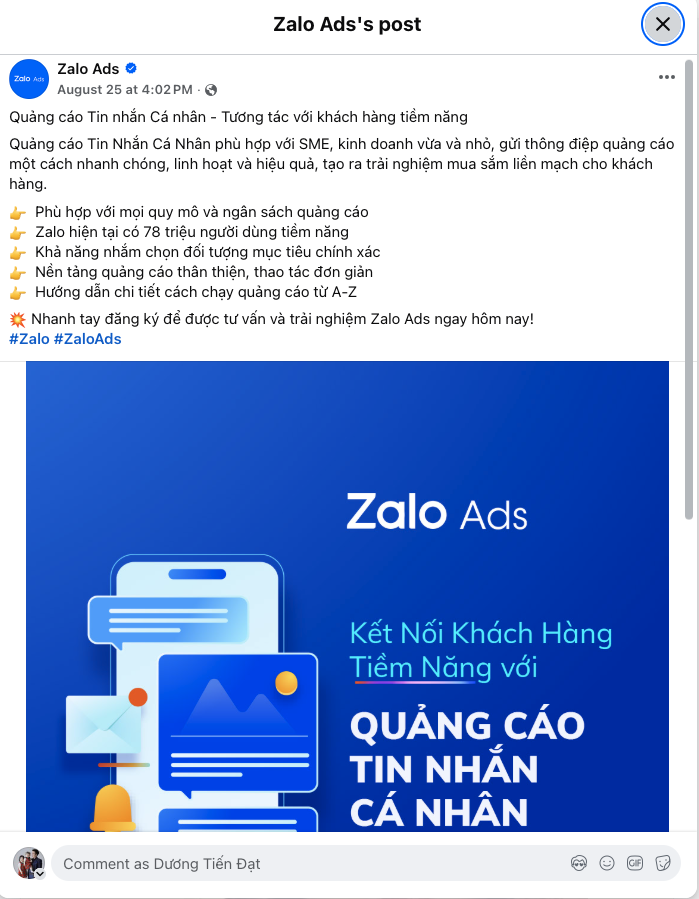 Zalo Ads's post
Zalo Ads
Zalo Ads
August 25 at 4:02 PM ·
Quảng cáo Tin nhắn Cá nhân - Tương tác với khách hàng tiềm năng
Quảng cáo Tin Nhắn Cá Nhân phù hợp với SME, kinh doanh vừa và nhỏ, gửi thông điệp quảng cáo
một cách nhanh chóng, linh hoạt và hiệu quả, tạo ra trải nghiệm mua sắm liền mạch cho khách
hàng.
👉 Phù hợp với mọi quy mô và ngân sách quảng cáo
👉 Zalo hiện tại có 78 triệu người dùng tiềm năng
👉 Khả năng nhắm chọn đối tượng mục tiêu chính xác
👉 Nền tảng quảng cáo thân thiện, thao tác đơn giản
👉 Hướng dẫn chi tiết cách chạy quảng cáo từ A-Z
💥 Nhanh tay đăng ký để được tư vấn và trải nghiệm Zalo Ads ngay hôm nay!
#Zalo #ZaloAds
Zalo Ads
Kết Nối Khách Hàng
Tiềm Năng với
QUẢNG CÁO
TIN NHẮN
CÁ NHÂN
Comment as Dương Tiến Đạt
GIF